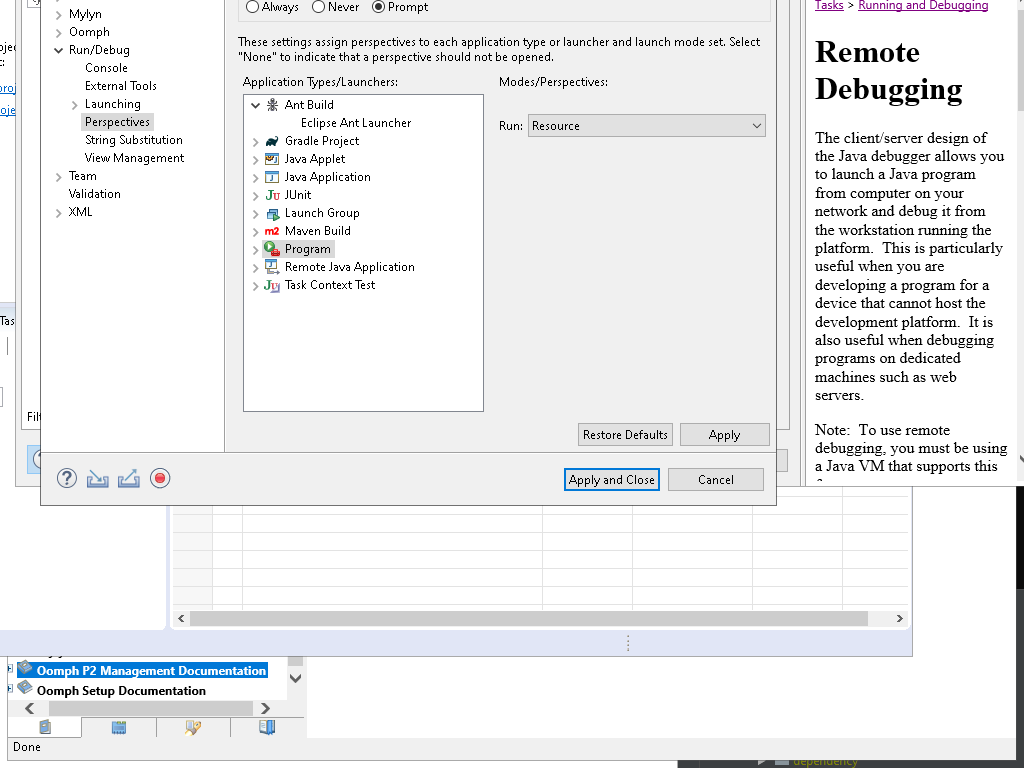 Mylyn
Oomph
Run/Debug
Console
External Tools
Launching
Perspectives
String Substitution
View Management
Team
Validation
XML
Always
Never
Prompt
These settings assign perspectives to each application type or launcher and launch mode set. Select
"None" to indicate that a perspective should not be opened.
Application Types/Launchers:
Modes/Perspectives:
Ant Build
Eclipse Ant Launcher
Gradle Project
Java Applet
Java Application
Ju JUnit
Launch Group
m2 Maven Build
Program
Remote Java Application
Ju Task Context Test
Run: Resource
Restore Defaults
Apply
Apply and Close
Cancel
Tasks > Running and Debugging
Remote
Debugging
The client/server design of
the Java debugger allows you
to launch a Java program
from computer on your
network and debug it from
the workstation running the
platform.  This is particularly
useful when you are
developing a program for a
device that cannot host the
development platform.  It is
also useful when debugging
programs on dedicated
machines such as web
servers.
Note:  To use remote
debugging, you must be using
a Java VM that supports this
Tas
Oomph P2 Management Documentation
Oomph Setup Documentation
Done
dependency